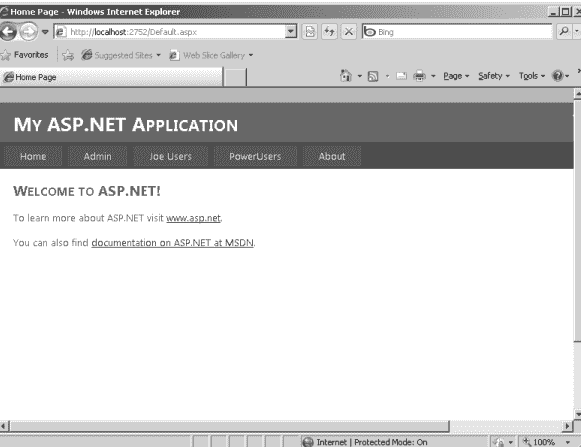 Home Page - Windows Internet Explorer
http://localhost:2752/Default.aspx
Bing
Favorites
Suggested Sites
Web Slice Gallery
Home Page
Page
Safety
Tools
»
MY ASP.NET APPLICATION
Home
Admin
Joe Users
PowerUsers
About
WELCOME TO ASP.NET!
To learn more about ASP.NET visit www.asp.net.
You can also find documentation on ASP.NET at MSDN.
Internet | Protected Mode: On
100%